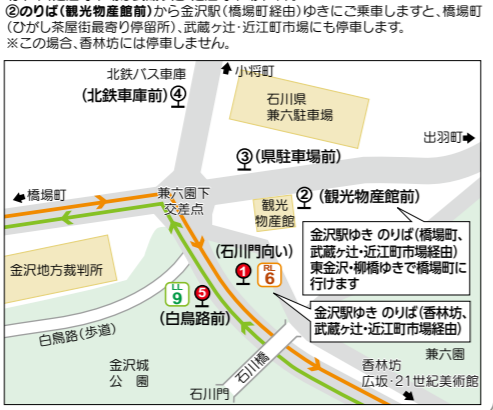 ②のりば(観光物産館前)から金沢駅(橋場町経由)ゆきにご乗車しますと、橋場町
(ひがし茶屋街最寄り停留所)、武蔵ヶ辻・近江町市場にも停車します。
※この場合、香林坊には停車しません。
北鉄バス車庫
(北鉄車庫前)④
小将町
石川県
兼六駐車場
出羽町
③(県駐車場前)
橋場町
兼六園下
交差点
観光
物産館
②(観光物産館前)
金沢駅ゆき のりば(橋場町、
武蔵ヶ辻・近江町市場経由)
東金沢・柳橋ゆきで橋場町に
行けます
金沢地方裁判所
(石川門向い)
1
RL
6
LL
9
5
(白鳥路前)
金沢駅ゆき のりば(香林坊、
武蔵ヶ辻・近江町市場経由)
白鳥路(歩道)
金沢城
公園
石川橋
石川門
兼六園
香林坊
広坂・21世紀美術館